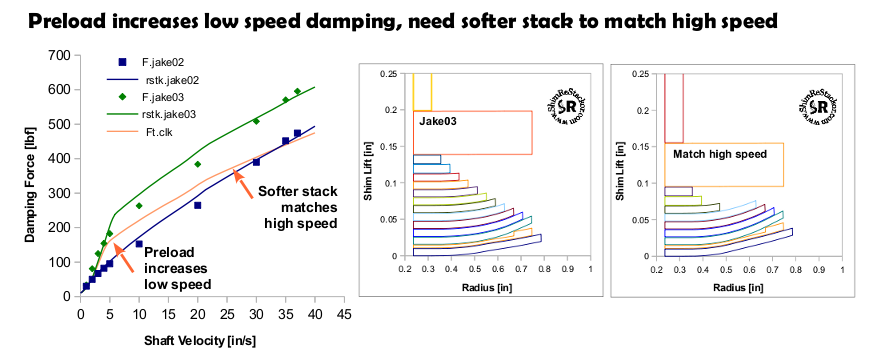 Preload increases low speed damping, need softer stack to match high speed
700
600
500
400
300
200
100
0
Damping Force [lbf]
F.jake02
rstk.jake02
F.jake03
rstk.jake03
Ft.clk
Softer stack
matches
high speed
Preload
increases
low speed
0 5 10 15 20 25 30 35 40 45
Shaft Velocity [in/s]
0.25
0.2
0.15
0.1
0.05
0
Shim Lift [in]
Jake03
ShimReStackor
www.
SR
0.2 0.3 0.4 0.5 0.6 0.7 0.8 0.9 1
Radius [in]
0.25
0.2
0.15
0.1
0.05
0
Shim Lift [in]
Match high speed
ShimReStackor
www.
SR
0.2 0.3 0.4 0.5 0.6 0.7 0.8 0.9 1
Radius [in]